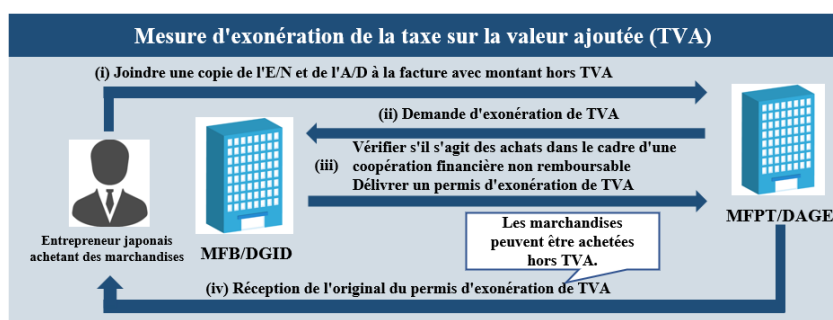 Mesure d'exonération de la taxe sur la valeur ajoutée (TVA)
(i) Joindre une copie de l'E/N et de l'A/D à la facture avec montant hors TVA
(ii) Demande d'exonération de TVA
Vérifier s'il s'agit des achats dans le cadre d'une
(iii) coopération financière non remboursable
Délivrer un permis d'exonération de TVA
Entrepreneur japonais
achetant des marchandises
MFB/DGID
MFPT/DAGE
Les marchandises
peuvent être achetées
hors TVA.
(iv) Réception de l'original du permis d'exonération de TVA